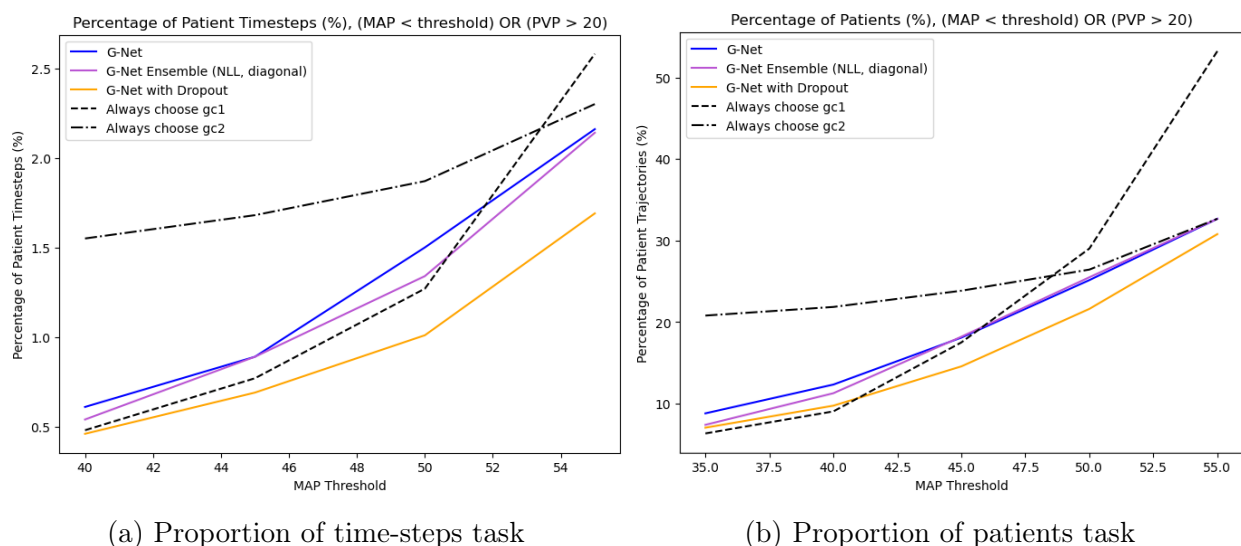 Percentage of Patient Timesteps (%), (MAP < threshold) OR (PVP > 20)
G-Net
G-Net Ensemble (NLL, diagonal)
G-Net with Dropout
Always choose gc1
Always choose gc2
Percentage of Patient Timesteps (%)
2.5
2.0
1.5
1.0
0.5
40 42 44 46 48 50 52 54
MAP Threshold
(a) Proportion of time-steps task
Percentage of Patients (%), (MAP < threshold) OR (PVP > 20)
G-Net
G-Net Ensemble (NLL, diagonal)
G-Net with Dropout
Always choose gc1
Always choose gc2
Percentage of Patient Trajectories (%)
50
40
30
20
10
35.0 37.5 40.0 42.5 45.0 47.5 50.0 52.5 55.0
MAP Threshold
(b) Proportion of patients task